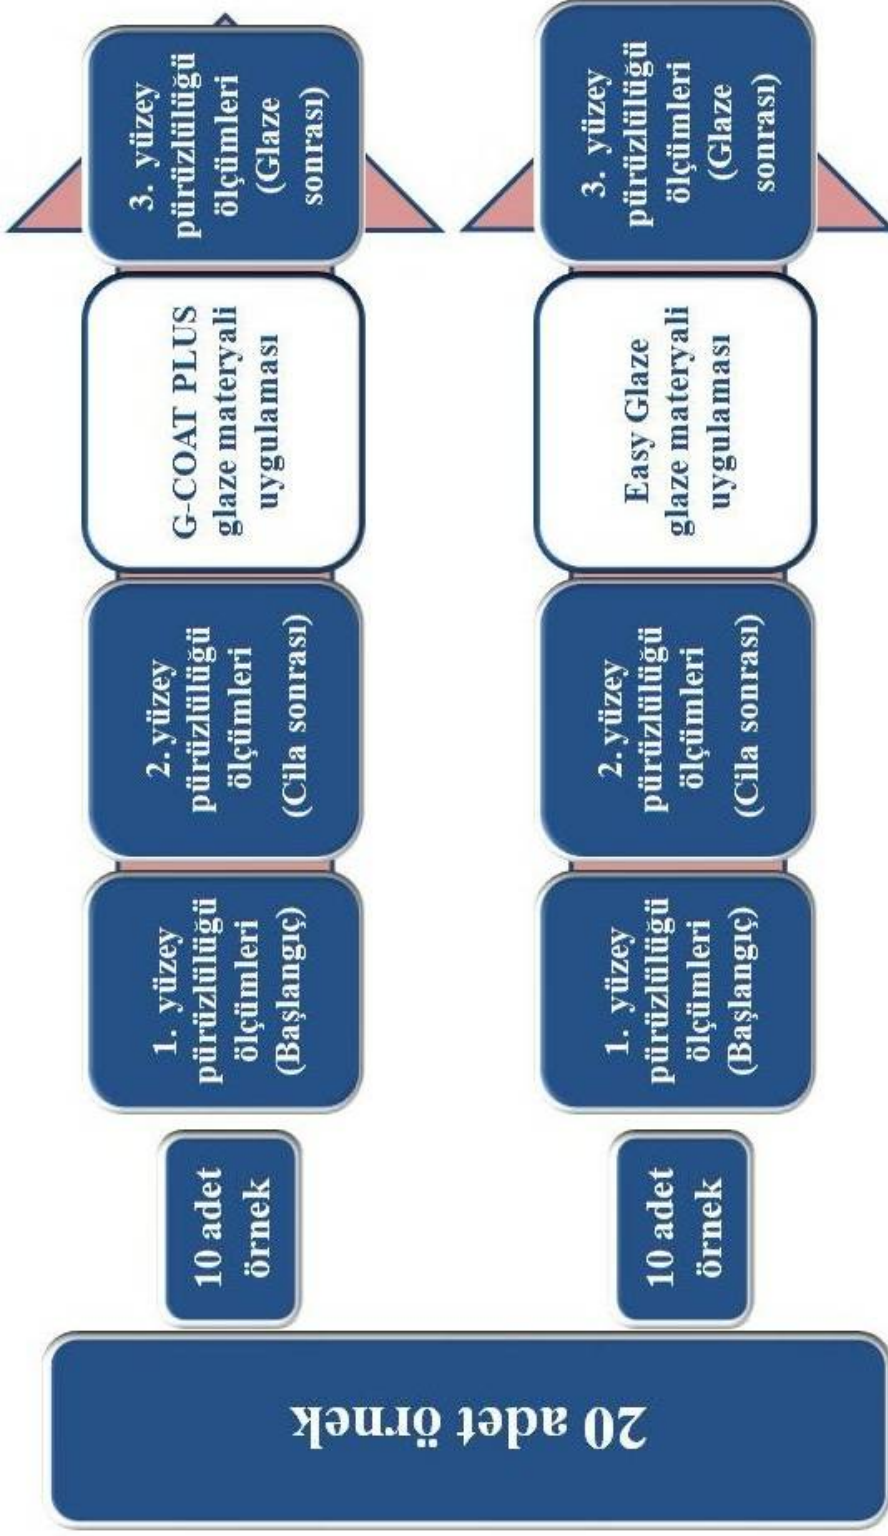 20 adet örnek
10 adet
örnek
1. yüzey
pürüzlülüğü
ölçümleri
(Başlangıç)
2. yüzey
pürüzlülüğü
ölçümleri
(Cila sonrası)
G-COAT PLUS
glaze materyali
uygulaması
3. yüzey
pürüzlülüğü
ölçümleri
((Glaze
sonrası)
10 adet
örnek
1. yüzey
pürüzlülüğü
ölçümleri
(Başlangıç)
2. yüzey
pürüzlülüğü
ölçümleri
(Cila sonrası)
Easy Glaze
glaze materyali
uygulaması
3. yüzey
pürüzlülüğü
ölçümleri
(Glaze
sonrası)